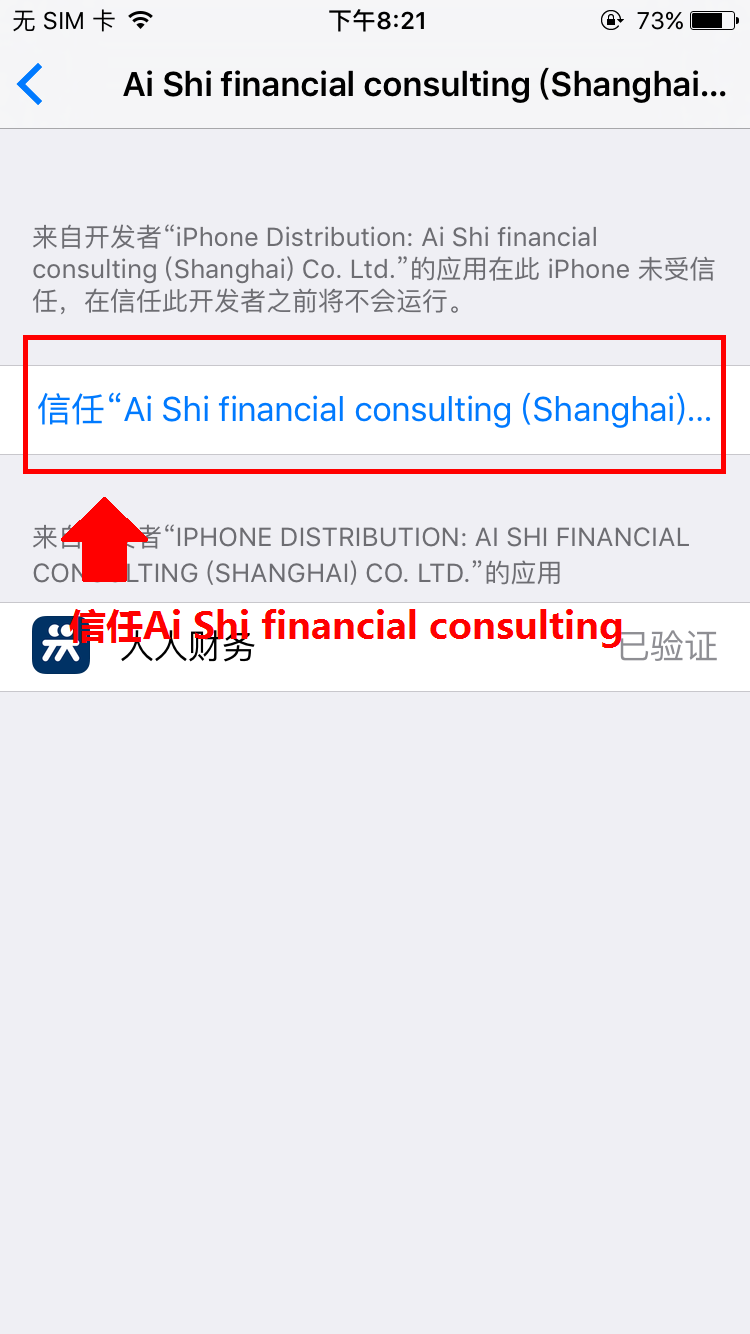 无 SIM 卡 下午8:21 73%
Ai Shi financial consulting (Shanghai...
来自开发者“iPhone Distribution: Ai Shi financial
consulting (Shanghai) Co. Ltd.”的应用在此 iPhone 未受信
任，在信任此开发者之前将不会运行。
信任“Ai Shi financial consulting (Shanghai)...
来自开发者“IPHONE DISTRIBUTION: AI SHI FINANCIAL
CONSULTING (SHANGHAI) CO. LTD.”的应用
信任Ai Shi financial consulting
人人财务 已验证